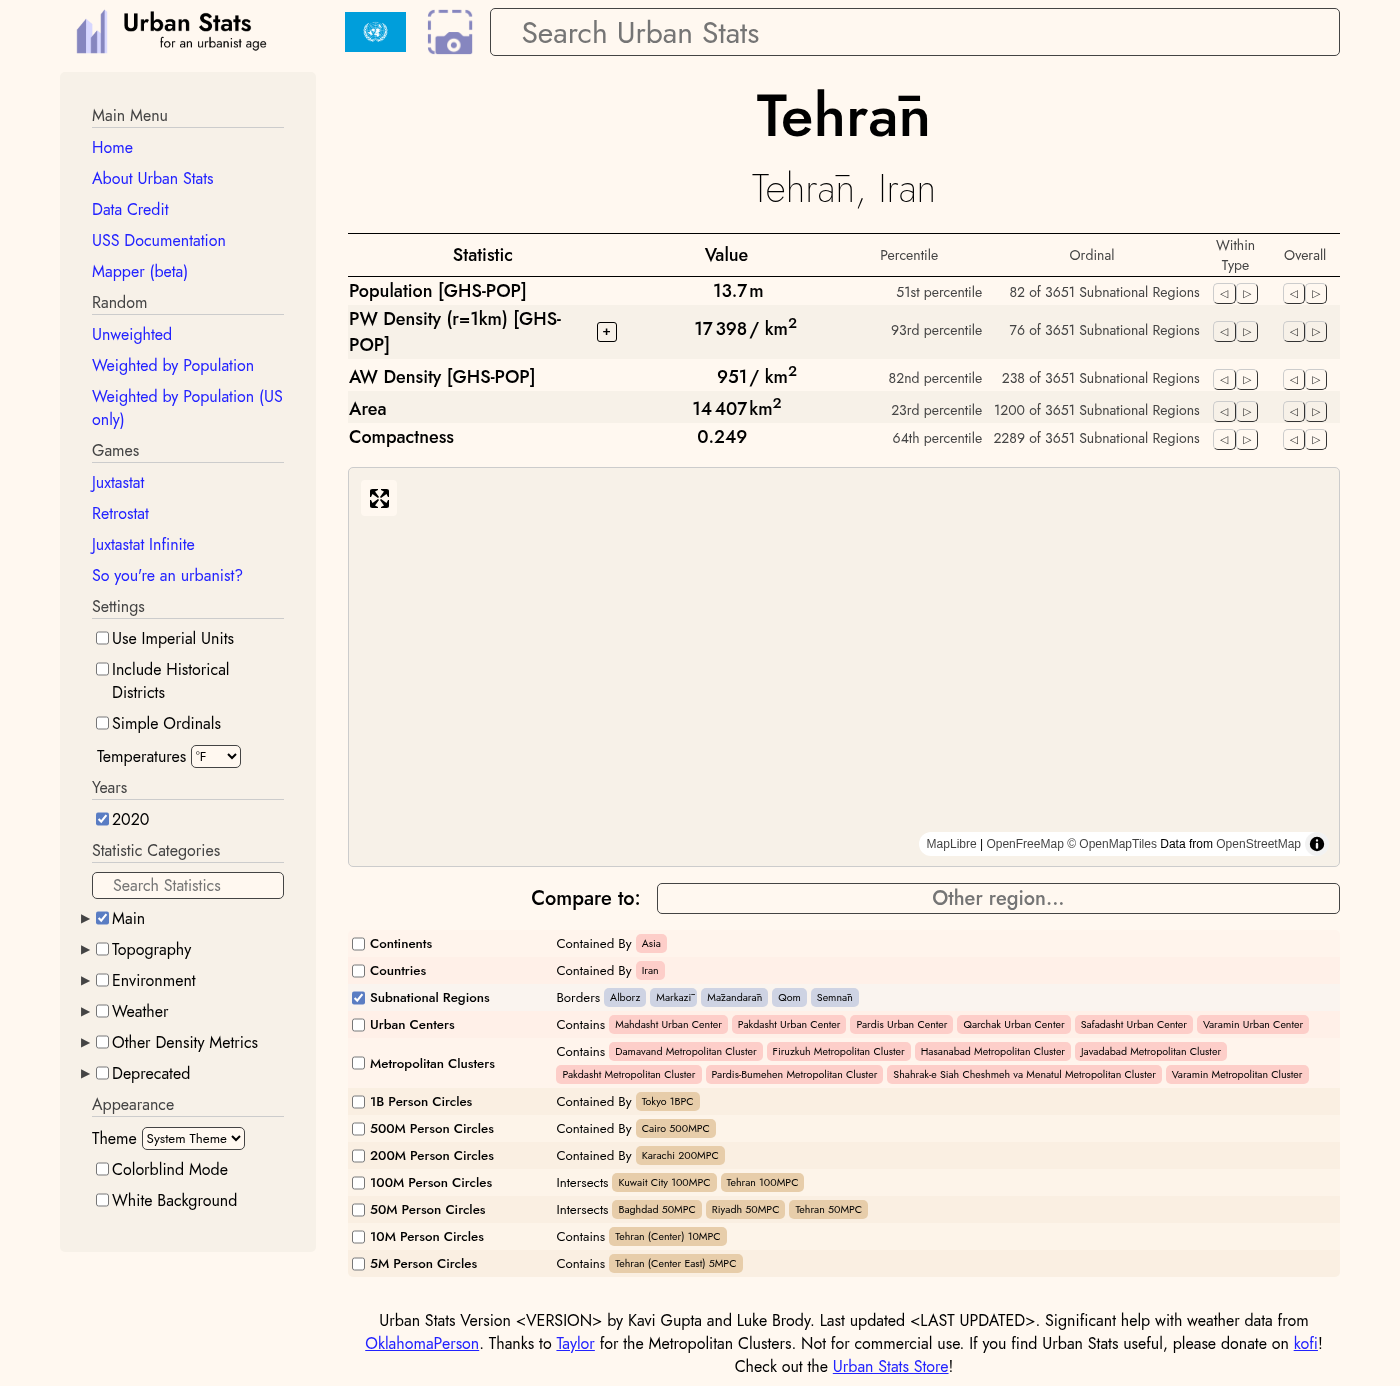 Urban Stats
for an urbanist age
Search Urban Stats
Main Menu
Home
About Urban Stats
Data Credit
USS Documentation
Mapper (beta)
Random
Unweighted
Weighted by Population
Weighted by Population (US
only)
Games
Juxtastat
Retrostat
Juxtastat Infinite
So you're an urbanist?
Settings
Use Imperial Units
Include Historical
Districts
Simple Ordinals
Temperatures °F
Years
2020
Statistic Categories
Search Statistics
Main
Topography
Environment
Weather
Other Density Metrics
Deprecated
Appearance
Theme System Theme
Colorblind Mode
White Background
Tehrān
Tehrān, Iran
Statistic Value Percentile Ordinal Within Type Overall
Population [GHS-POP] 13.7 m 51st percentile 82 of 3651 Subnational Regions
PW Density (r=1km) [GHS-POP] + 17 398 / km2 93rd percentile 76 of 3651 Subnational Regions
AW Density [GHS-POP] 951 / km2 82nd percentile 238 of 3651 Subnational Regions
Area 14 407 km2 23rd percentile 1200 of 3651 Subnational Regions
Compactness 0.249 64th percentile 2289 of 3651 Subnational Regions
MapLibre | OpenFreeMap © OpenMapTiles Data from OpenStreetMap
Compare to: Other region...
Continents Contained By Asia
Countries Contained By Iran
Subnational Regions Borders Alborz Markazī Māzandarān Qom Semnān
Urban Centers Contains Mahdasht Urban Center Pakdasht Urban Center Pardis Urban Center Qarchak Urban Center Safadasht Urban Center Varamin Urban Center
Metropolitan Clusters Contains Damavand Metropolitan Cluster Firuzkuh Metropolitan Cluster Hasanabad Metropolitan Cluster Javadabad Metropolitan Cluster
Pakdasht Metropolitan Cluster Pardis-Bumehen Metropolitan Cluster Shahrak-e Siah Cheshmeh va Menatul Metropolitan Cluster Varamin Metropolitan Cluster
1B Person Circles Contained By Tokyo 1BPC
500M Person Circles Contained By Cairo 500MPC
200M Person Circles Contained By Karachi 200MPC
100M Person Circles Intersects Kuwait City 100MPC Tehran 100MPC
50M Person Circles Intersects Baghdad 50MPC Riyadh 50MPC Tehran 50MPC
10M Person Circles Contains Tehran (Center) 10MPC
5M Person Circles Contains Tehran (Center East) 5MPC
Urban Stats Version <VERSION> by Kavi Gupta and Luke Brody. Last updated <LAST UPDATED>. Significant help with weather data from
OklahomaPerson. Thanks to Taylor for the Metropolitan Clusters. Not for commercial use. If you find Urban Stats useful, please donate on kofi!
Check out the Urban Stats Store!